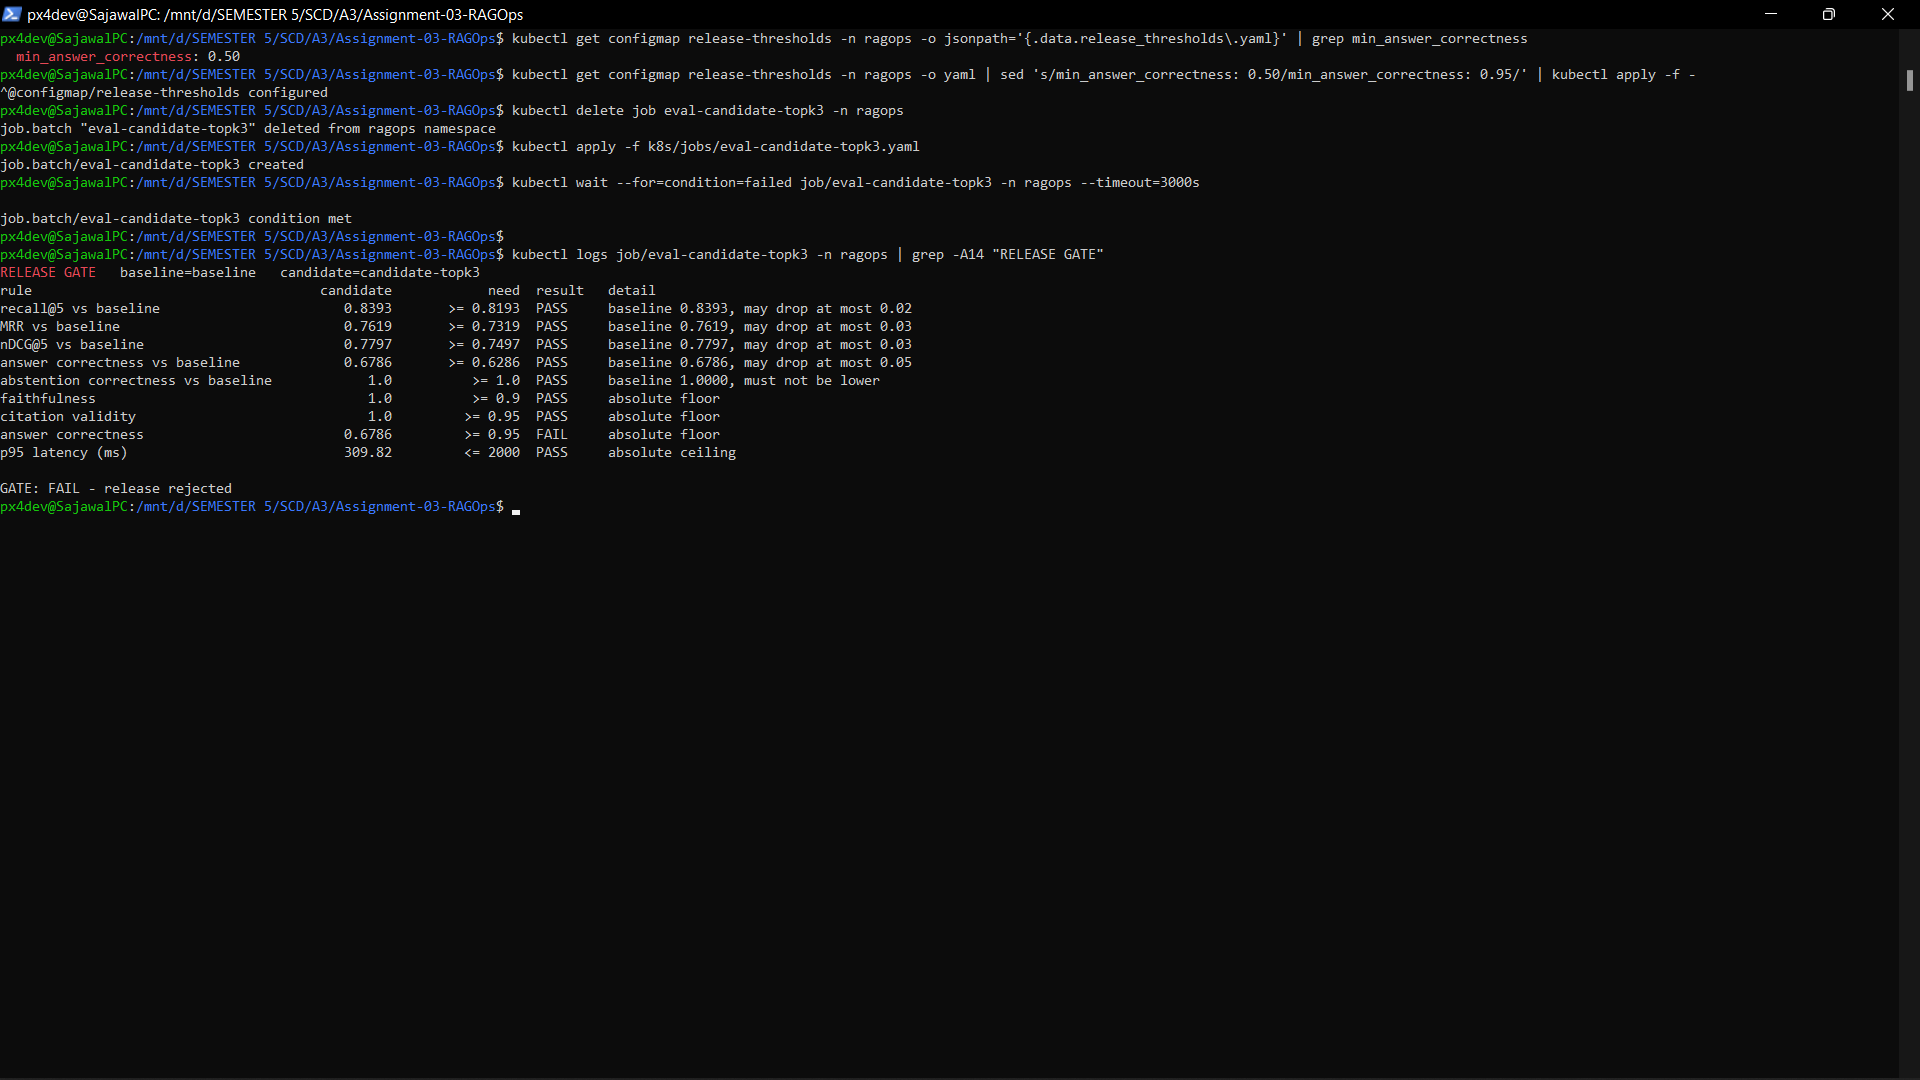 px4dev@SajawalPC: /mnt/d/SEMESTER 5/SCD/A3/Assignment-03-RAGOps
px4dev@SajawalPC:/mnt/d/SEMESTER 5/SCD/A3/Assignment-03-RAGOps$ kubectl get configmap release-thresholds -n ragops -o jsonpath='{.data.release_thresholds\.yaml}' | grep min_answer_correctness
  min_answer_correctness: 0.50
px4dev@SajawalPC:/mnt/d/SEMESTER 5/SCD/A3/Assignment-03-RAGOps$ kubectl get configmap release-thresholds -n ragops -o yaml | sed 's/min_answer_correctness: 0.50/min_answer_correctness: 0.95/' | kubectl apply -f -
^@configmap/release-thresholds configured
px4dev@SajawalPC:/mnt/d/SEMESTER 5/SCD/A3/Assignment-03-RAGOps$ kubectl delete job eval-candidate-topk3 -n ragops
job.batch "eval-candidate-topk3" deleted from ragops namespace
px4dev@SajawalPC:/mnt/d/SEMESTER 5/SCD/A3/Assignment-03-RAGOps$ kubectl apply -f k8s/jobs/eval-candidate-topk3.yaml
job.batch/eval-candidate-topk3 created
px4dev@SajawalPC:/mnt/d/SEMESTER 5/SCD/A3/Assignment-03-RAGOps$ kubectl wait --for=condition=failed job/eval-candidate-topk3 -n ragops --timeout=3000s
job.batch/eval-candidate-topk3 condition met
px4dev@SajawalPC:/mnt/d/SEMESTER 5/SCD/A3/Assignment-03-RAGOps$
px4dev@SajawalPC:/mnt/d/SEMESTER 5/SCD/A3/Assignment-03-RAGOps$ kubectl logs job/eval-candidate-topk3 -n ragops | grep -A14 "RELEASE GATE"
RELEASE GATE   baseline=baseline   candidate=candidate-topk3
rule                                    candidate            need  result   detail
recall@5 vs baseline                       0.8393       >= 0.8193  PASS     baseline 0.8393, may drop at most 0.02
MRR vs baseline                            0.7619       >= 0.7319  PASS     baseline 0.7619, may drop at most 0.03
nDCG@5 vs baseline                         0.7797       >= 0.7497  PASS     baseline 0.7797, may drop at most 0.03
answer correctness vs baseline             0.6786       >= 0.6286  PASS     baseline 0.6786, may drop at most 0.05
abstention correctness vs baseline            1.0          >= 1.0  PASS     baseline 1.0000, must not be lower
faithfulness                                  1.0          >= 0.9  PASS     absolute floor
citation validity                             1.0         >= 0.95  PASS     absolute floor
answer correctness                         0.6786         >= 0.95  FAIL     absolute floor
p95 latency (ms)                           309.82         <= 2000  PASS     absolute ceiling
GATE: FAIL - release rejected
px4dev@SajawalPC:/mnt/d/SEMESTER 5/SCD/A3/Assignment-03-RAGOps$